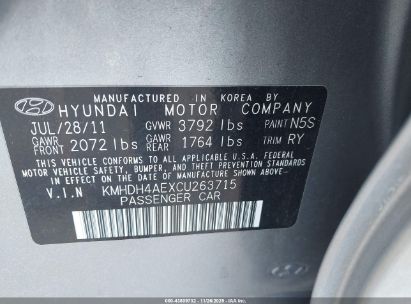 MANUFACTURED IN KOREA BY
HYUNDAI MOTOR COMPANY
JUL/28/11 GVWR 3792 lbs PAINT N5S
GAWR FRONT 2072 lbs GAWR REAR 1764 lbs TRIM RY
THIS VEHICLE CONFORMS TO ALL APPLICABLE U.S.A. FEDERAL
MOTOR VEHICLE SAFETY, BUMPER, AND THEFT PREVENTION
STANDARDS IN EFFECT ON THE DATE OF MANUFACTURE SHOWN ABOVE.
V.I.N KMHDH4AEXCU263715
PASSENGER CAR